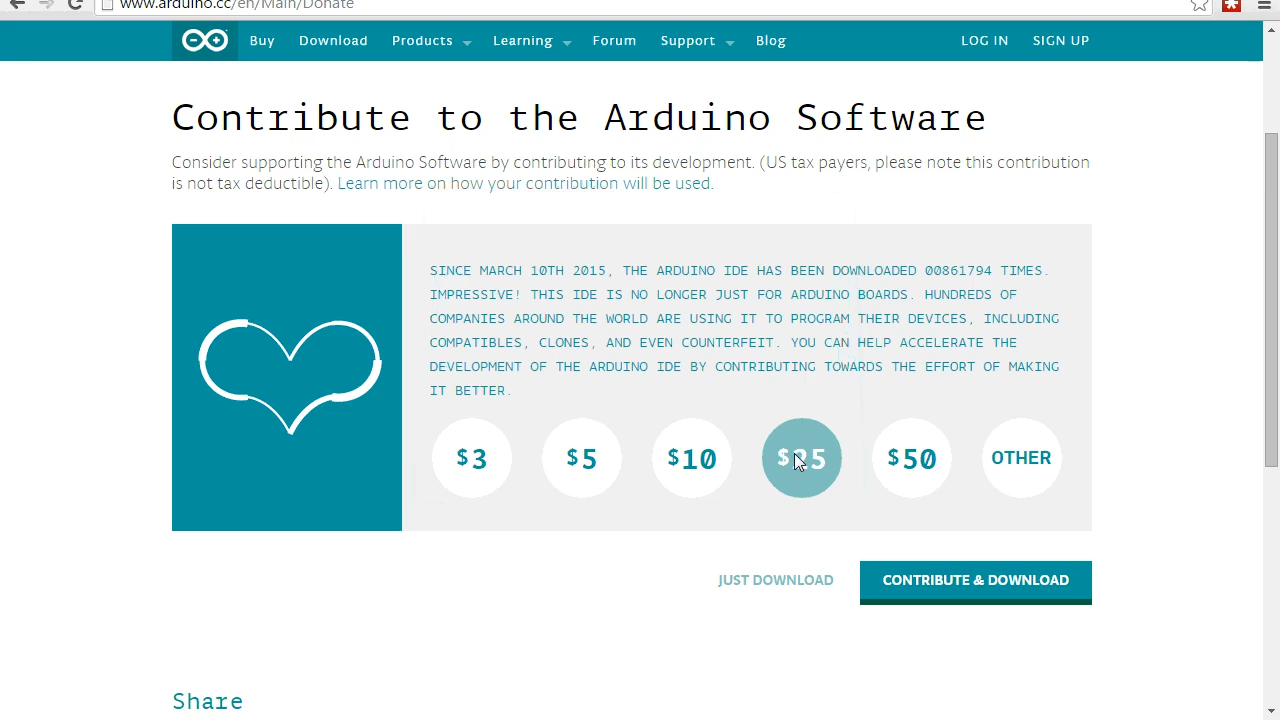 www.arduino.cc/en/Main/Donate
Buy Download Products Learning Forum Support Blog LOG IN SIGN UP
Contribute to the Arduino Software
Consider supporting the Arduino Software by contributing to its development. (US tax payers, please note this contribution
is not tax deductible). Learn more on how your contribution will be used.
SINCE MARCH 10TH 2015, THE ARDUINO IDE HAS BEEN DOWNLOADED 00861794 TIMES.
IMPRESSIVE! THIS IDE IS NO LONGER JUST FOR ARDUINO BOARDS. HUNDREDS OF
COMPANIES AROUND THE WORLD ARE USING IT TO PROGRAM THEIR DEVICES, INCLUDING
COMPATIBLES, CLONES, AND EVEN COUNTERFEIT. YOU CAN HELP ACCELERATE THE
DEVELOPMENT OF THE ARDUINO IDE BY CONTRIBUTING TOWARDS THE EFFORT OF MAKING
IT BETTER.
$3 $5 $10 $25 $50 OTHER
JUST DOWNLOAD CONTRIBUTE & DOWNLOAD
Share